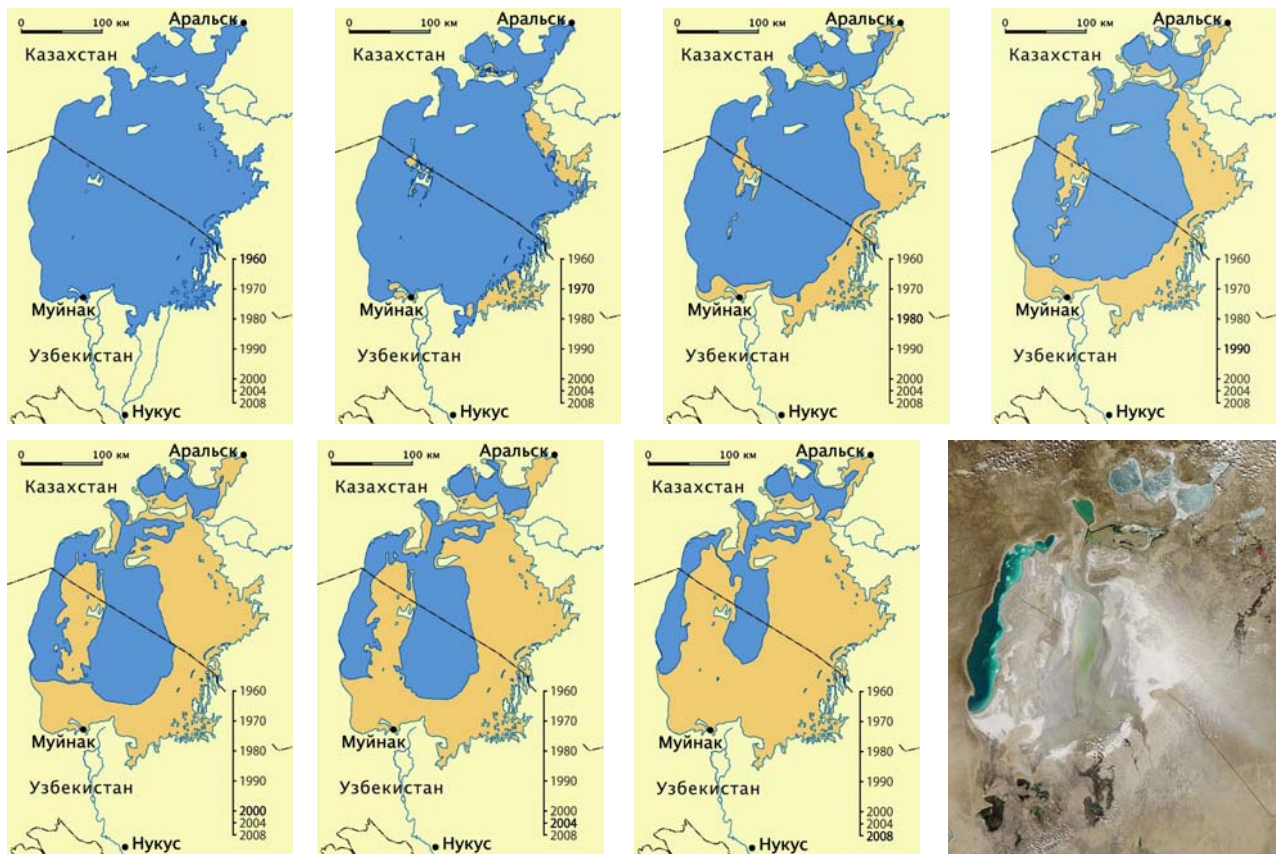 0 100 км
Аральск
Казахстан
Муйнак
Узбекистан
Нукус
1960
1970
1980
1990
2000
2004
2008
0 100 км
Аральск
Казахстан
Муйнак
Узбекистан
Нукус
1960
1970
1980
1990
2000
2004
2008
0 100 км
Аральск
Казахстан
Муйнак
Узбекистан
Нукус
1960
1970
1980
1990
2000
2004
2008
0 100 км
Аральск
Казахстан
Муйнак
Узбекистан
Нукус
1960
1970
1980
1990
2000
2004
2008
0 100 км
Аральск
Казахстан
Муйнак
Узбекистан
Нукус
1960
1970
1980
1990
2000
2004
2008
0 100 км
Аральск
Казахстан
Муйнак
Узбекистан
Нукус
1960
1970
1980
1990
2000
2004
2008
0 100 км
Аральск
Казахстан
Муйнак
Узбекистан
Нукус
1960
1970
1980
1990
2000
2004
2008